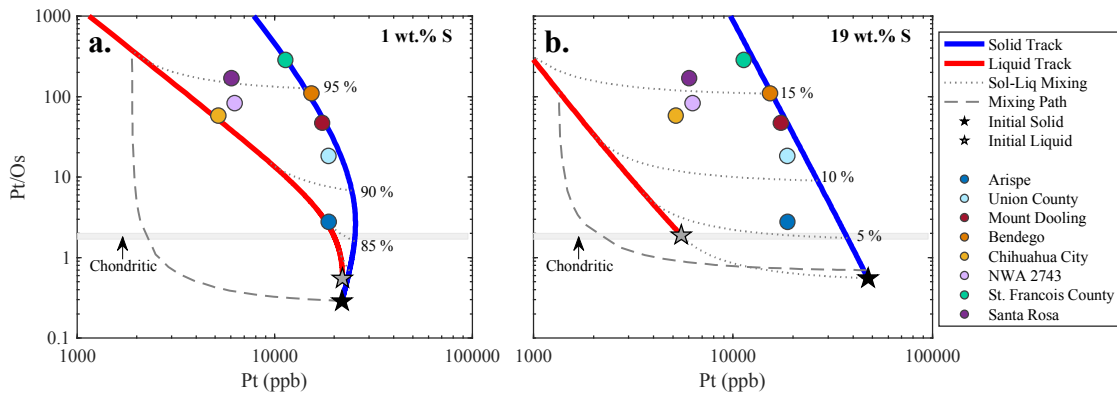 a.
1 wt.% S
1000
100
10
1
0.1
Pt/Os
95 %
90 %
85 %
Chondritic
1000
10000
100000
Pt (ppb)
b.
19 wt.% S
15 %
10 %
5 %
Chondritic
1000
10000
100000
Pt (ppb)
Solid Track
Liquid Track
Sol-Liq Mixing
Mixing Path
Initial Solid
Initial Liquid
Arispe
Union County
Mount Dooling
Bendego
Chihuahua City
NWA 2743
St. Francois County
Santa Rosa